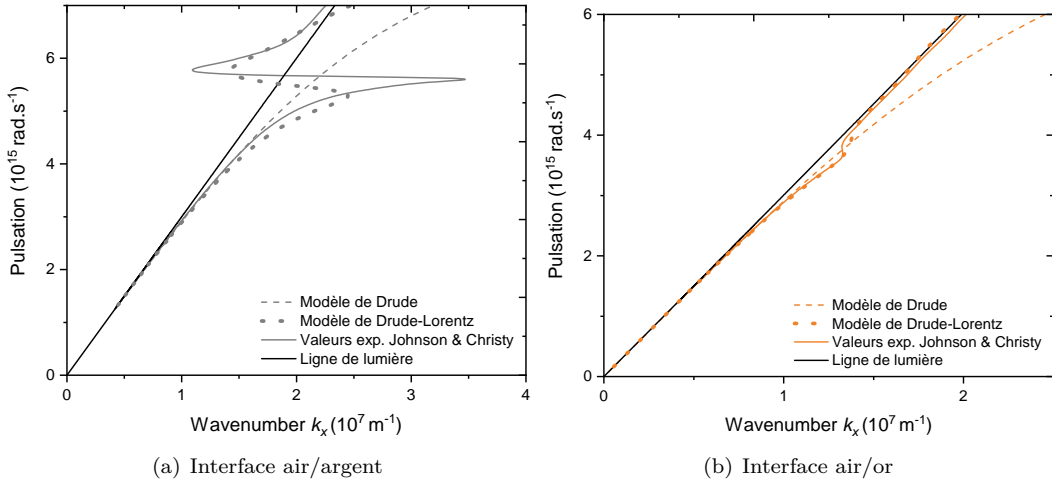 Pulsation (10^15 rad.s^-1)
6
4
2
0
0
1
2
3
4
Modèle de Drude
Modèle de Drude-Lorentz
Valeurs exp. Johnson & Christy
Ligne de lumière
Wavenumber k_x (10^7 m^-1)
(a) Interface air/argent
Pulsation (10^15 rad.s^-1)
6
4
2
0
0
1
2
Modèle de Drude
Modèle de Drude-Lorentz
Valeurs exp. Johnson & Christy
Ligne de lumière
Wavenumber k_x (10^7 m^-1)
(b) Interface air/or